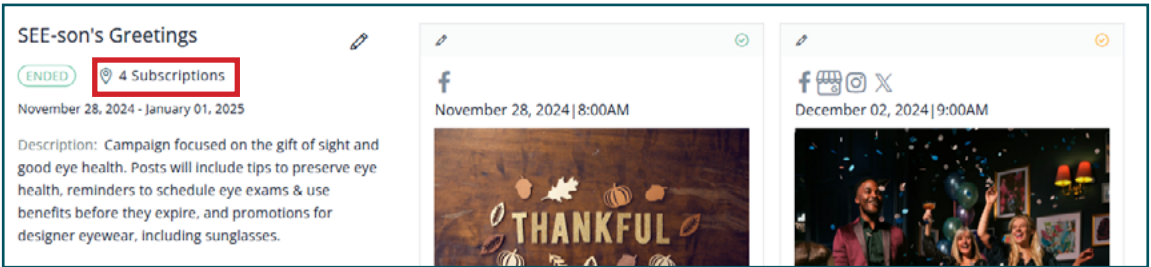 SEE-son's Greetings
ENDED
4 Subscriptions
November 28, 2024 - January 01, 2025
Description: Campaign focused on the gift of sight and
good eye health. Posts will include tips to preserve eye
health, reminders to schedule eye exams & use
benefits before they expire, and promotions for
designer eyewear, including sunglasses.
November 28, 2024|8:00AM
THANKFUL
December 02, 2024|9:00AM